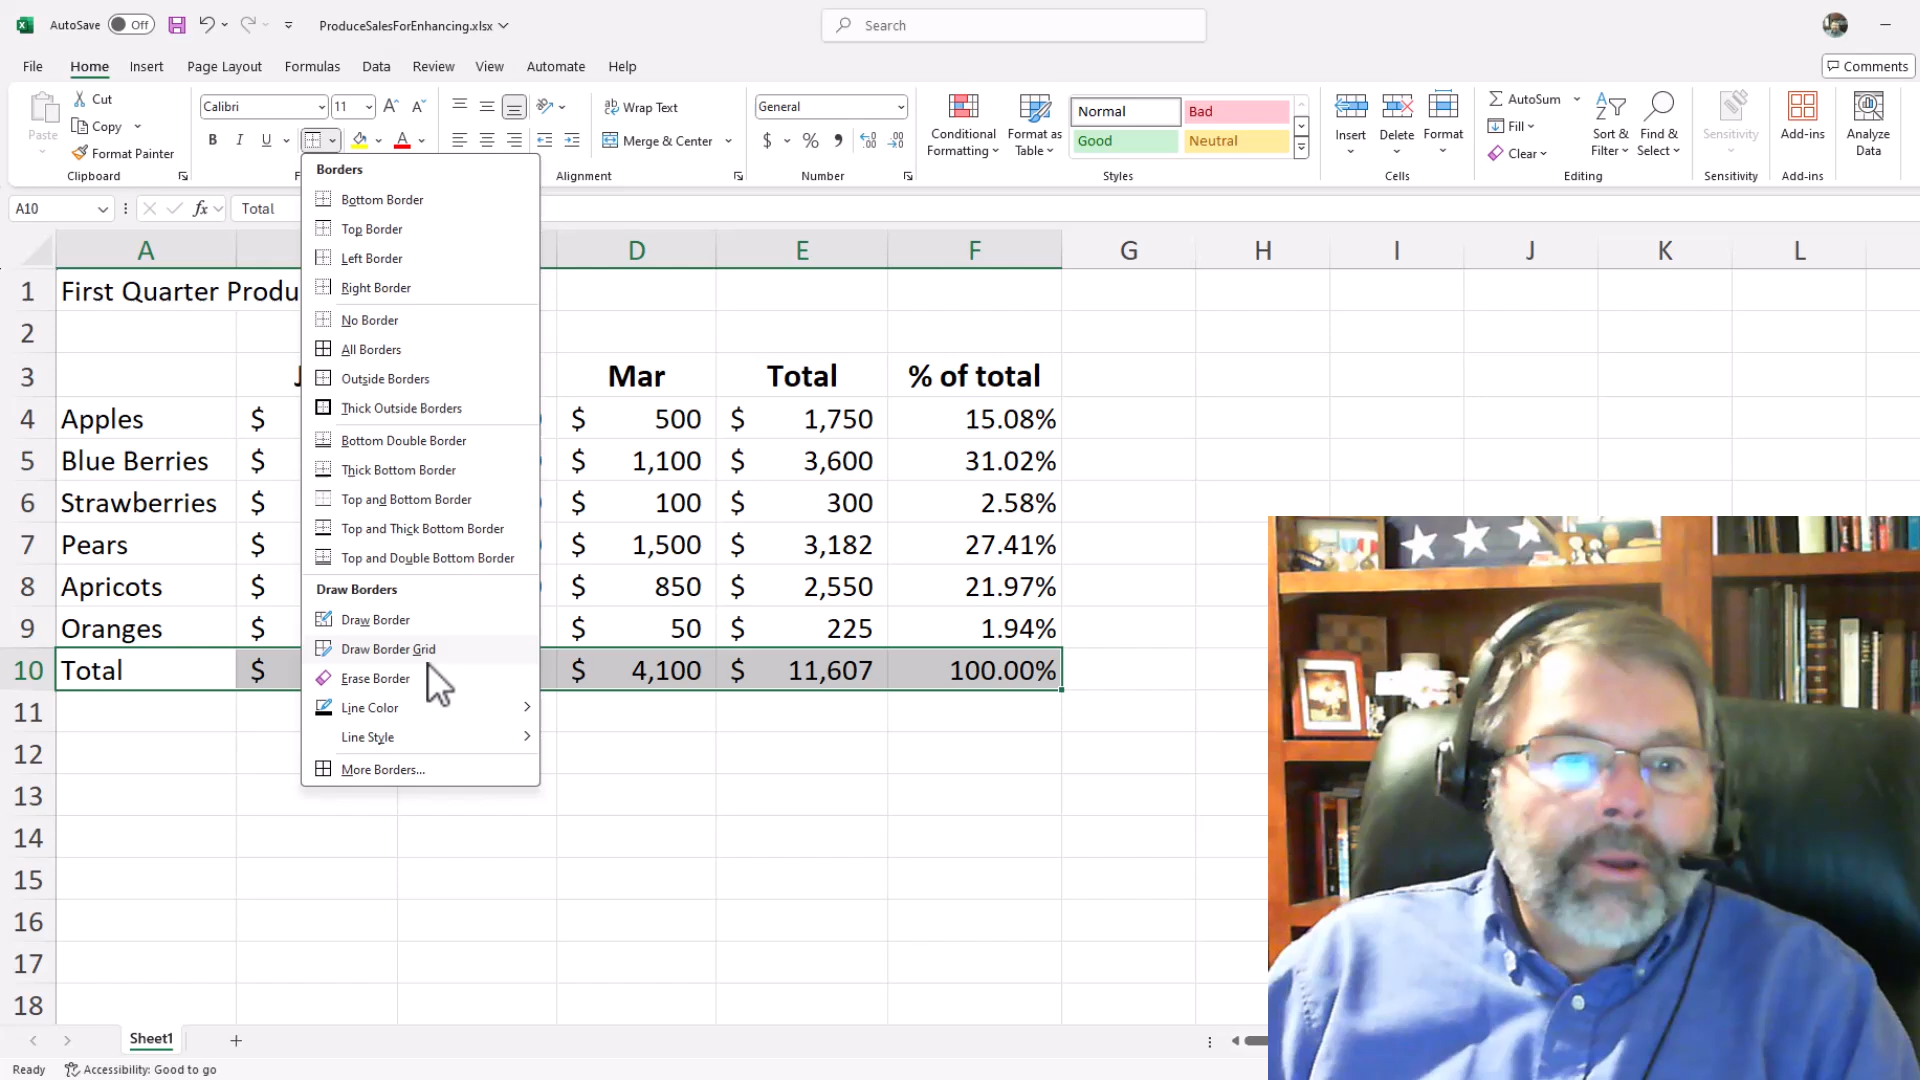 AutoSave Off ProduceSalesForEnhancing.xlsx Search
File Home Insert Page Layout Formulas Data Review View Automate Help Comments
Paste Cut Copy Format Painter Clipboard
Calibri 11 B I U
Wrap Text Merge & Center Alignment
General $ % Number
Conditional Formatting Format as Table Normal Bad Good Neutral Styles
Insert Delete Format Cells
AutoSum Fill Clear Sort & Filter Find & Select Editing
Sensitivity Sensitivity
Add-ins Add-ins
Analyze Data
A10 fx Total
Borders
Bottom Border
Top Border
Left Border
Right Border
No Border
All Borders
Outside Borders
Thick Outside Borders
Bottom Double Border
Thick Bottom Border
Top and Bottom Border
Top and Thick Bottom Border
Top and Double Bottom Border
Draw Borders
Draw Border
Draw Border Grid
Erase Border
Line Color
Line Style
More Borders...
A D E F G H I J K L
1 First Quarter Produ
2
3 Mar Total % of total
4 Apples $ $ 500 $ 1,750 15.08%
5 Blue Berries $ $ 1,100 $ 3,600 31.02%
6 Strawberries $ $ 100 $ 300 2.58%
7 Pears $ $ 1,500 $ 3,182 27.41%
8 Apricots $ $ 850 $ 2,550 21.97%
9 Oranges $ $ 50 $ 225 1.94%
10 Total $ $ 4,100 $ 11,607 100.00%
11
12
13
14
15
16
17
18
Sheet1
Ready Accessibility: Good to go